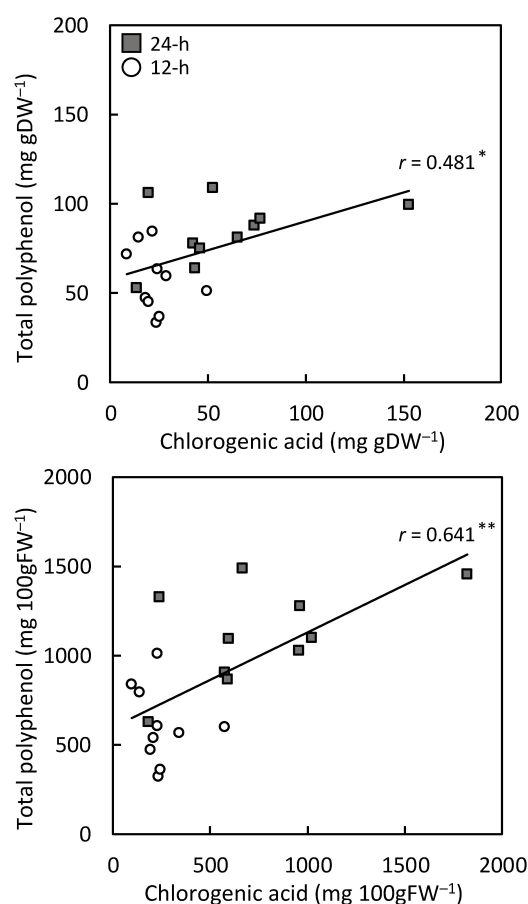 200
24-h
12-h
150
r = 0.481*
100
50
0
0 50 100 150 200
Total polyphenol (mg gDW⁻¹)
Chlorogenic acid (mg gDW⁻¹)
2000
r = 0.641**
1500
1000
500
0
0 500 1000 1500 2000
Total polyphenol (mg 100gFW⁻¹)
Chlorogenic acid (mg 100gFW⁻¹)